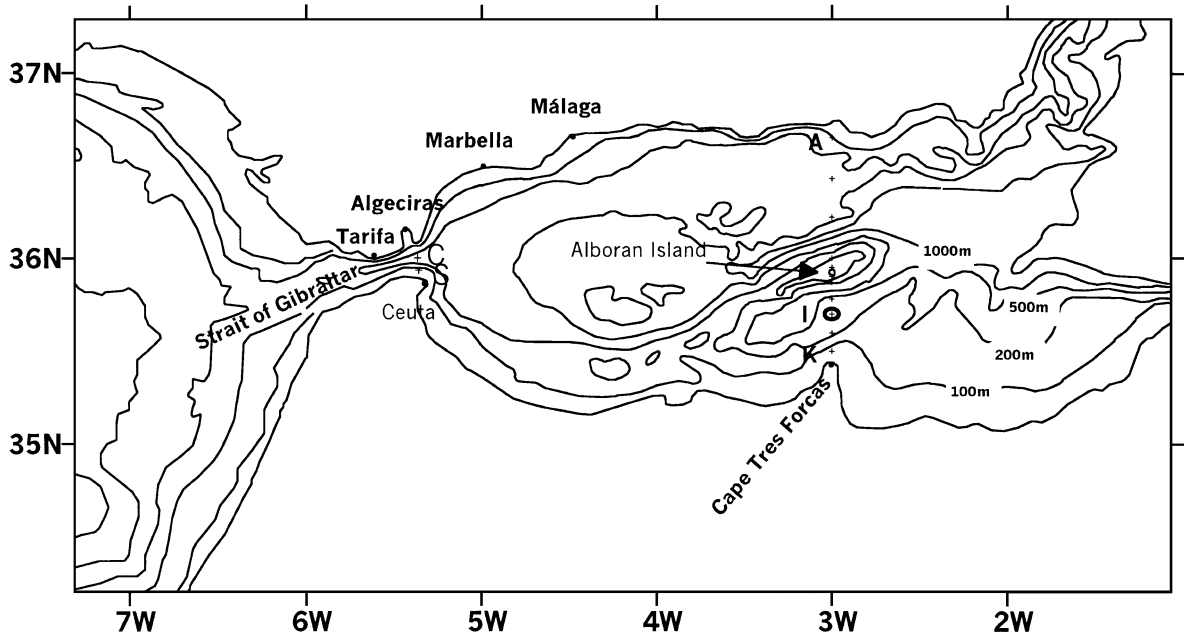 37N
36N
35N
Málaga
Marbella
Algeciras
Tarifa
A
C
C
Alboran Island
1000m
Strait of Gibraltar
Ceuta
I
500m
K
200m
100m
Cape Tres Forcas
7W 6W 5W 4W 3W 2W